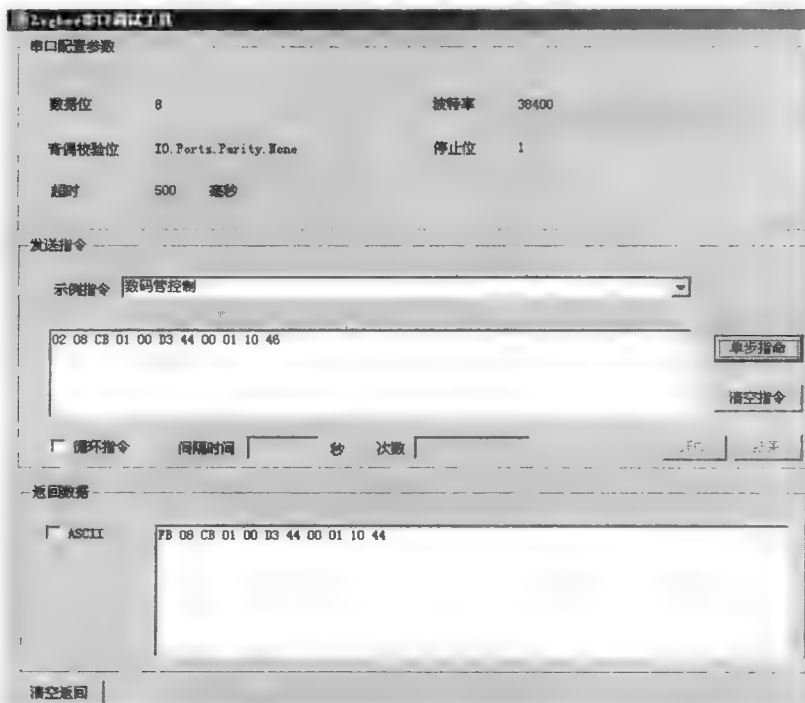 Zigbee串口调试工具
串口配置参数
数据位 8 波特率 38400
奇偶校验位 IO.Ports.Parity.None 停止位 1
超时 500 毫秒
发送指令
示例指令 数码管控制
02 08 CB 01 00 D3 44 00 01 10 46
单步指命
清空指令
循环指令 间隔时间 秒 次数
返回数据
ASCII FB 08 CB 01 00 D3 44 00 01 10 44
清空返回